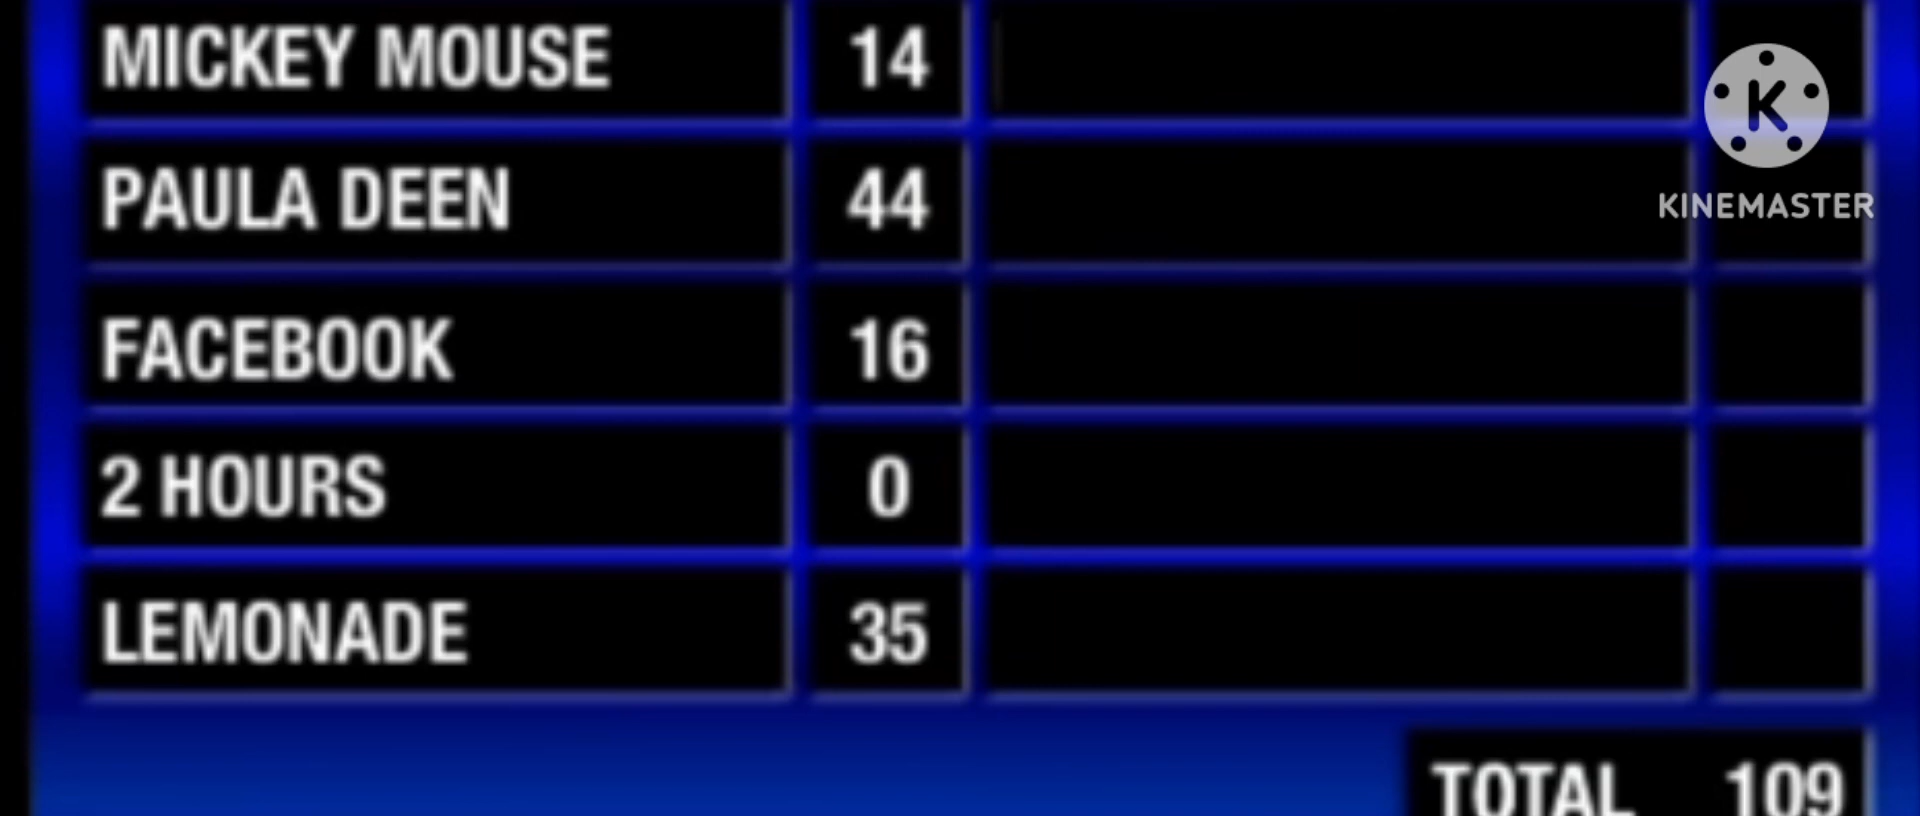 MICKEY MOUSE 14
PAULA DEEN 44
FACEBOOK 16
2 HOURS 0
LEMONADE 35
TOTAL 109
K
KINEMASTER